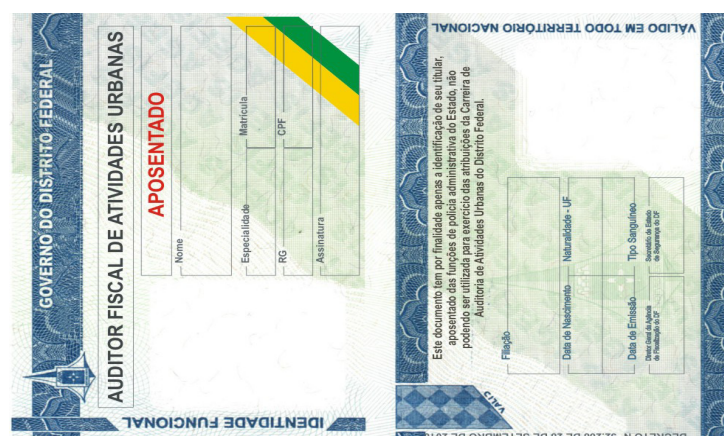 GOVERNO DO DISTRITO FEDERAL
AUDITOR FISCAL DE ATIVIDADES URBANAS
APOSENTADO
Nome
Especialidade
Matrícula
RG
CPF
Assinatura
IDENTIDADE FUNCIONAL
VÁLIDO EM TODO TERRITÓRIO NACIONAL
Este documento tem por finalidade apenas a identificação de seu titular,
aposentado das funções de polícia administrativa do Estado, não
podendo ser utilizada para exercício das atribuições da Carreira de
Auditoria de Atividades Urbanas do Distrito Federal.
Filiação
Data de Nascimento
Naturalidade - UF
Data de Emissão
Tipo Sanguíneo
Diretor Geral da Agência
de Fiscalização do DF
Secretário de Estado
de Segurança do DF